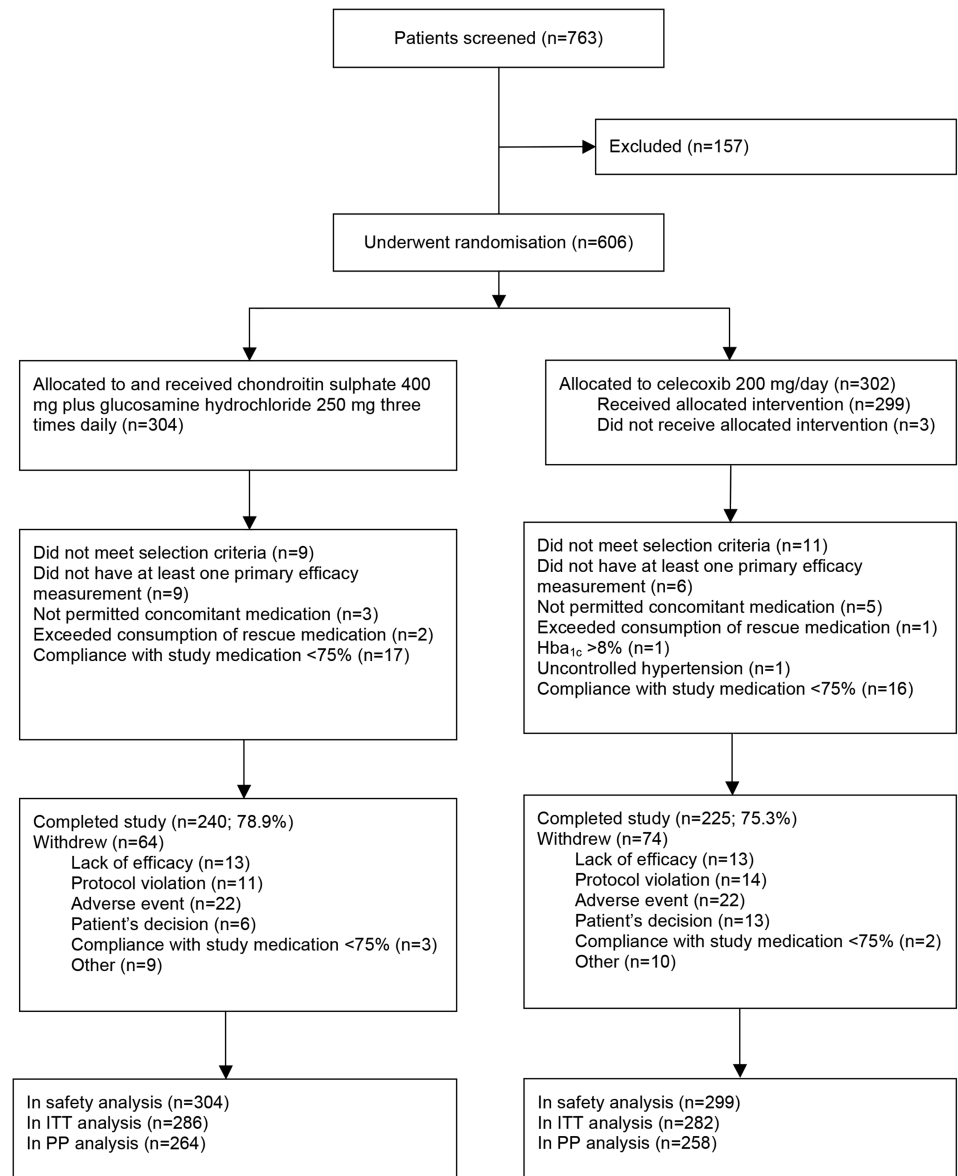 Patients screened (n=763)
Excluded (n=157)
Underwent randomisation (n=606)
Allocated to and received chondroitin sulphate 400
mg plus glucosamine hydrochloride 250 mg three
times daily (n=304)
Allocated to celecoxib 200 mg/day (n=302)
Received allocated intervention (n=299)
Did not receive allocated intervention (n=3)
Did not meet selection criteria (n=9)
Did not have at least one primary efficacy
measurement (n=9)
Not permitted concomitant medication (n=3)
Exceeded consumption of rescue medication (n=2)
Compliance with study medication <75% (n=17)
Did not meet selection criteria (n=11)
Did not have at least one primary efficacy
measurement (n=6)
Not permitted concomitant medication (n=5)
Exceeded consumption of rescue medication (n=1)
Hba1c >8% (n=1)
Uncontrolled hypertension (n=1)
Compliance with study medication <75% (n=16)
Completed study (n=240; 78.9%)
Withdrew (n=64)
Lack of efficacy (n=13)
Protocol violation (n=11)
Adverse event (n=22)
Patient’s decision (n=6)
Compliance with study medication <75% (n=3)
Other (n=9)
Completed study (n=225; 75.3%)
Withdrew (n=74)
Lack of efficacy (n=13)
Protocol violation (n=14)
Adverse event (n=22)
Patient’s decision (n=13)
Compliance with study medication <75% (n=2)
Other (n=10)
In safety analysis (n=304)
In ITT analysis (n=286)
In PP analysis (n=264)
In safety analysis (n=299)
In ITT analysis (n=282)
In PP analysis (n=258)